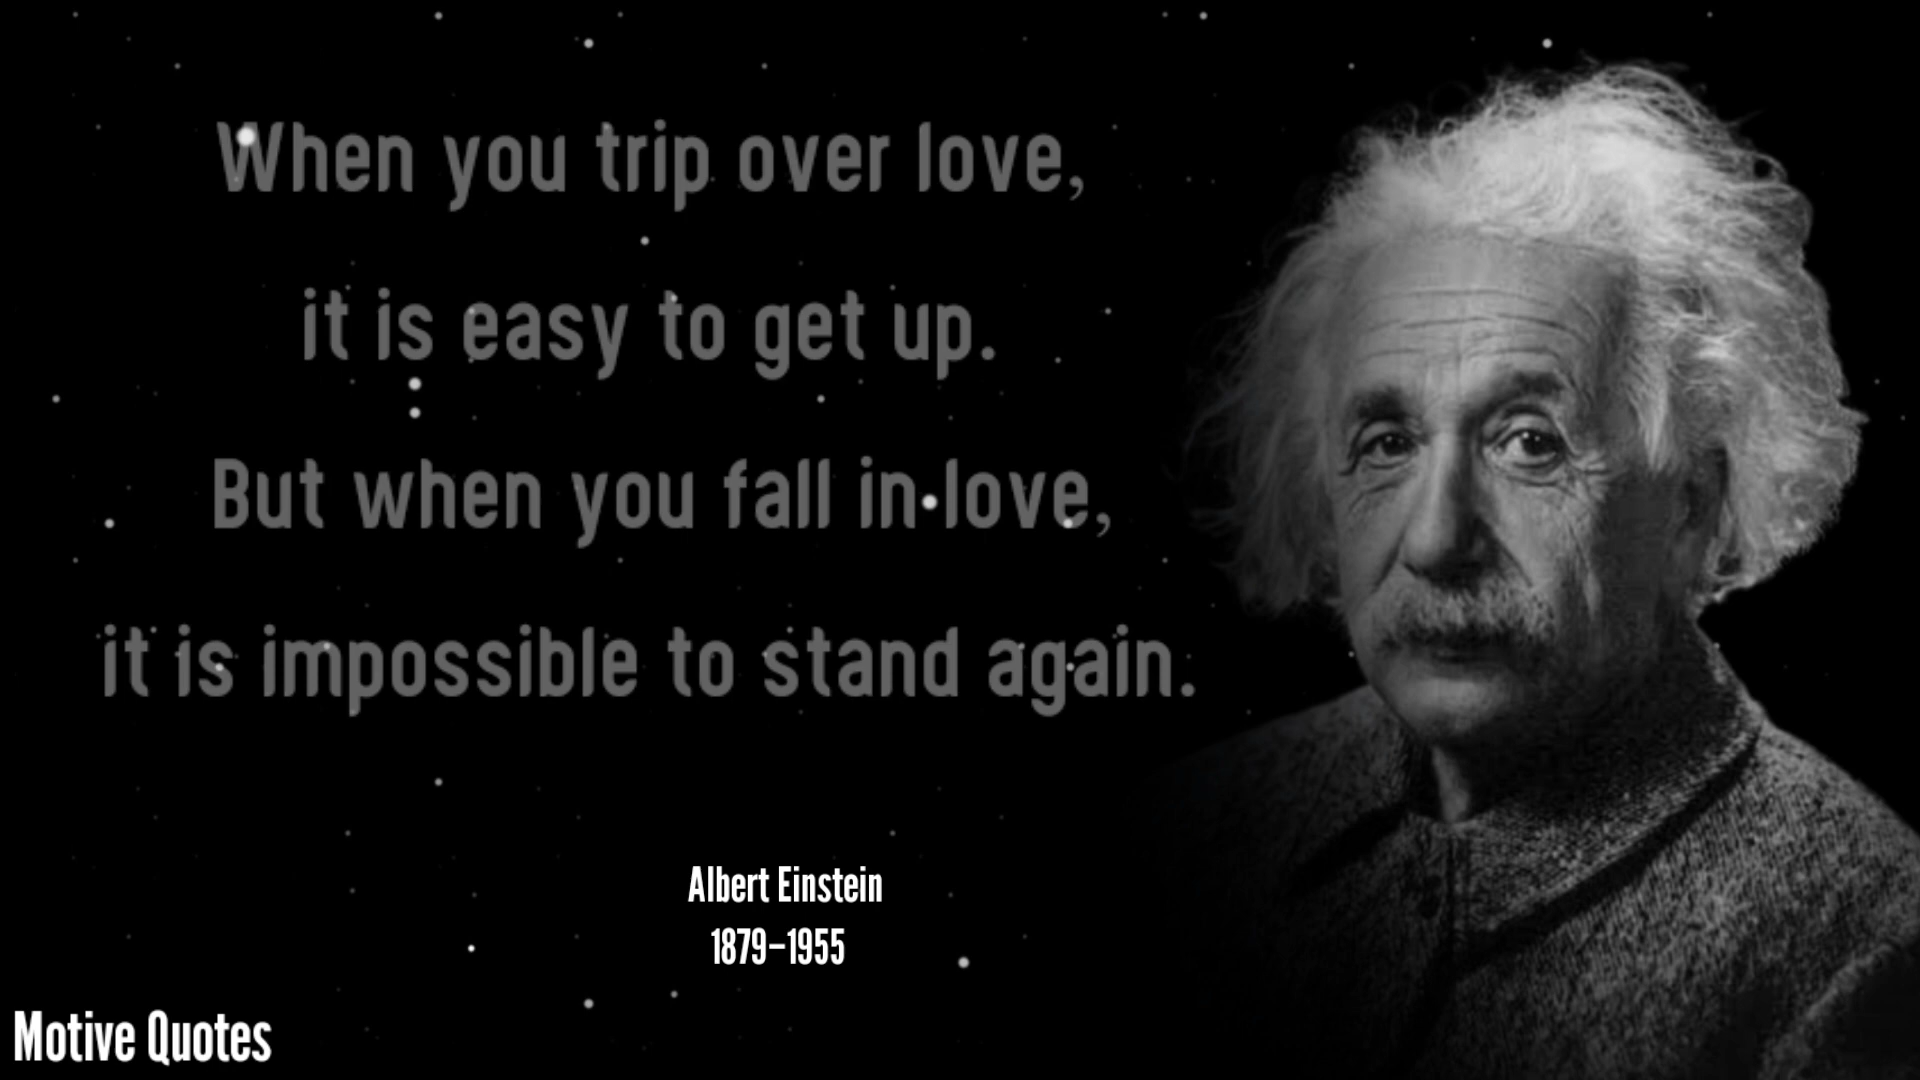 When you trip over love,
it is easy to get up.
But when you fall in love,
it is impossible to stand again.
Albert Einstein
1879–1955
Motive Quotes